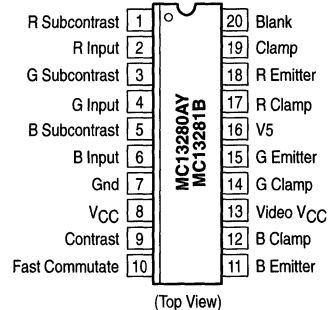 R Subcontrast 1 20 Blank
R Input 2 19 Clamp
G Subcontrast 3 18 R Emitter
G Input 4 17 R Clamp
B Subcontrast 5 16 V5
B Input 6 15 G Emitter
Gnd 7 14 G Clamp
VCC 8 13 Video VCC
Contrast 9 12 B Clamp
Fast Commutate 10 11 B Emitter
MC13280AY
MC13281B
(Top View)